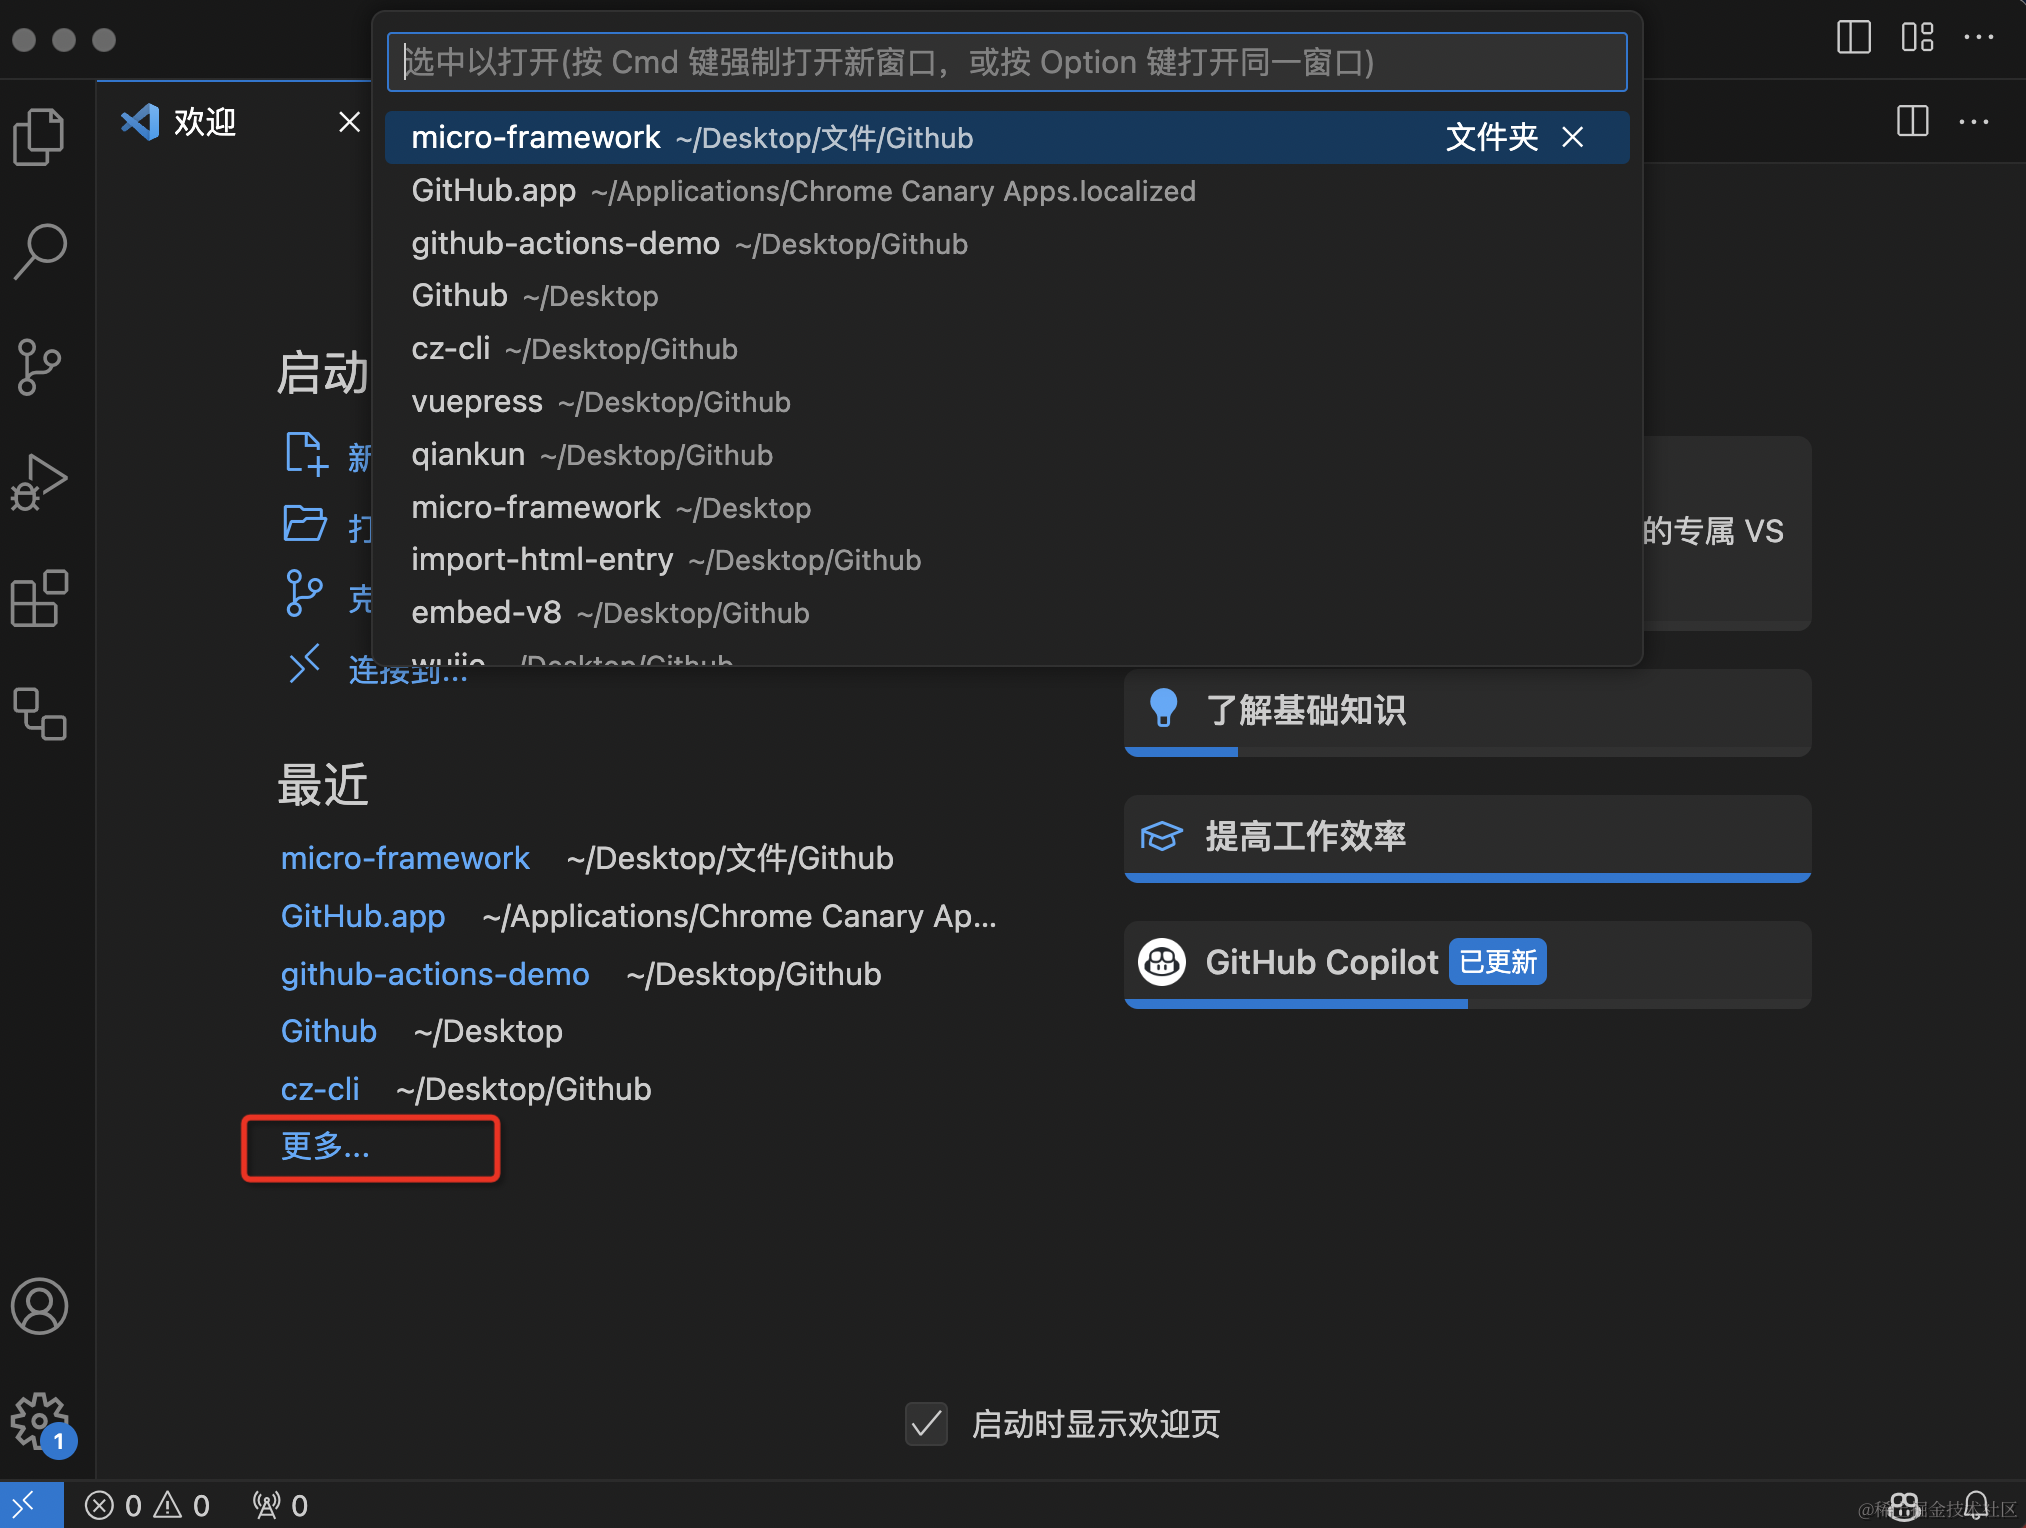 选中以打开(按 Cmd 键强制打开新窗口，或按 Option 键打开同一窗口)
欢迎
micro-framework ~/Desktop/文件/Github 文件夹
GitHub.app ~/Applications/Chrome Canary Apps.localized
github-actions-demo ~/Desktop/Github
Github ~/Desktop
cz-cli ~/Desktop/Github
vuepress ~/Desktop/Github
qiankun ~/Desktop/Github
micro-framework ~/Desktop
import-html-entry ~/Desktop/Github
embed-v8 ~/Desktop/Github
wujie ~/Desktop/Github
启动
新
打
克
连接到...
最近
micro-framework ~/Desktop/文件/Github
GitHub.app ~/Applications/Chrome Canary Ap...
github-actions-demo ~/Desktop/Github
Github ~/Desktop
cz-cli ~/Desktop/Github
更多...
的专属 VS
了解基础知识
提高工作效率
GitHub Copilot 已更新
启动时显示欢迎页
1
0 0 0
@稀土掘金技术社区